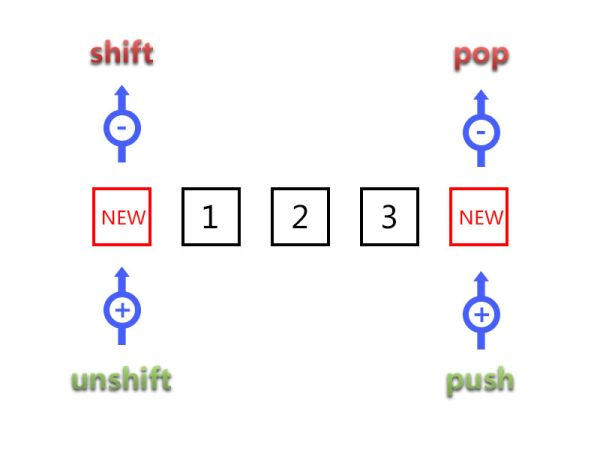 shift pop
- -
NEW 1 2 3 NEW
+ +
unshift push